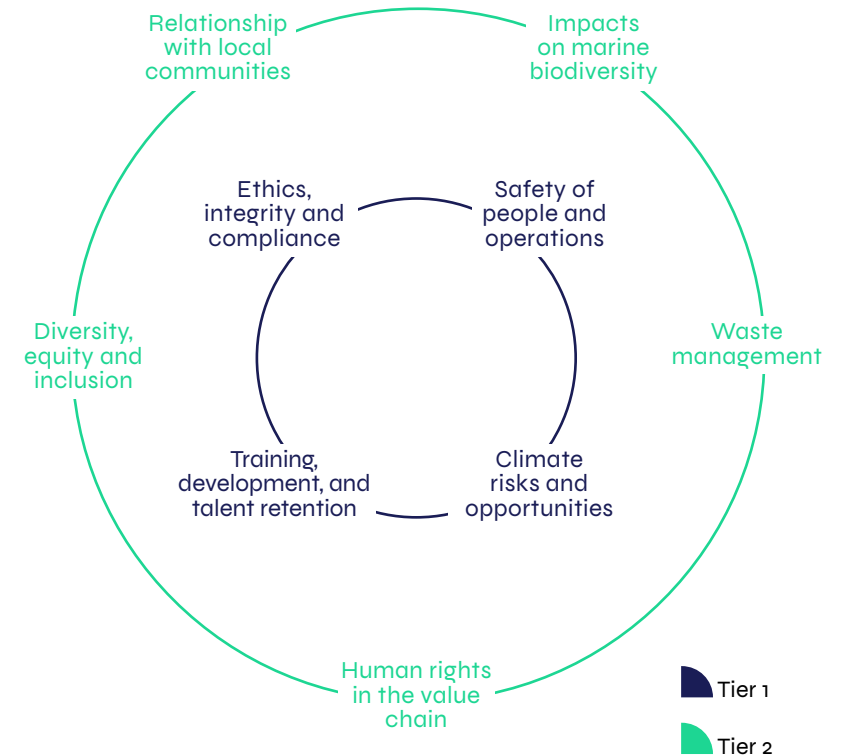 Relationship
with local
communities
Impacts
on marine
biodiversity
Ethics,
integrity and
compliance
Safety of
people and
operations
Diversity,
equity and
inclusion
Waste
management
Training,
development, and
talent retention
Climate
risks and
opportunities
Human rights
in the value
chain
Tier 1
Tier 2